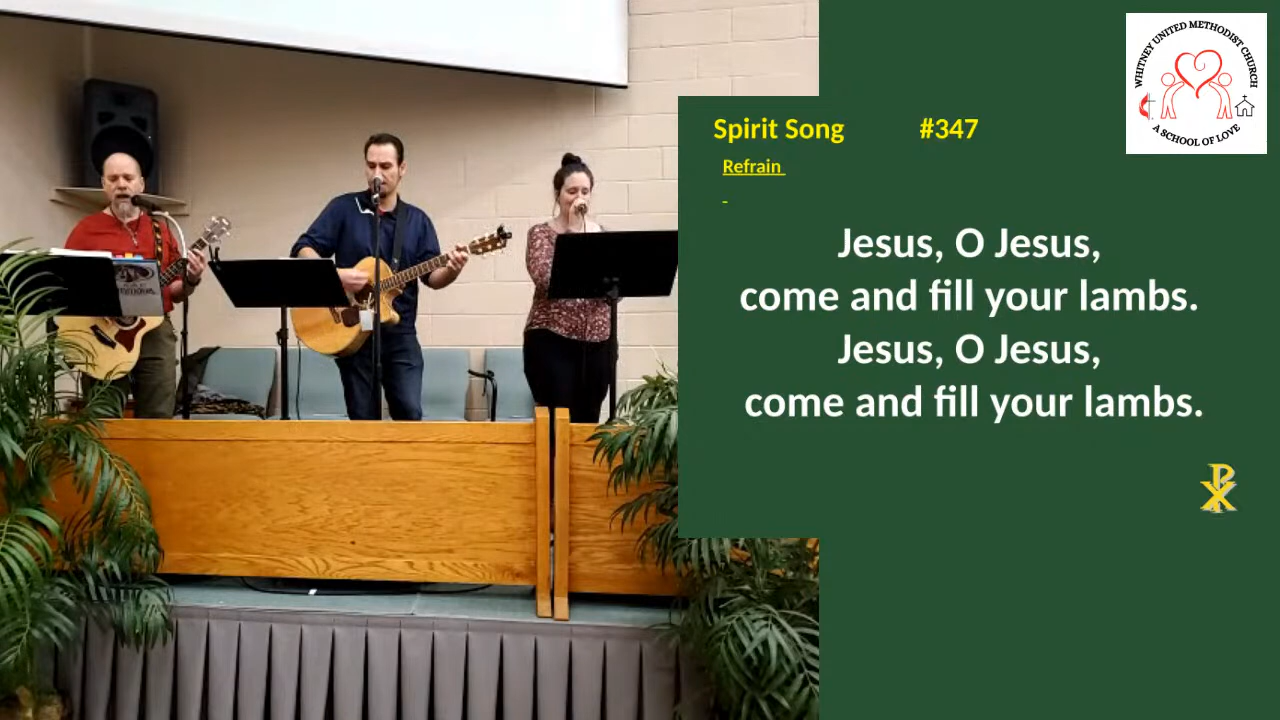 WHITNEY UNITED METHODIST CHURCH
A SCHOOL OF LOVE
Spirit Song #347
Refrain
Jesus, O Jesus,
come and fill your lambs.
Jesus, O Jesus,
come and fill your lambs.